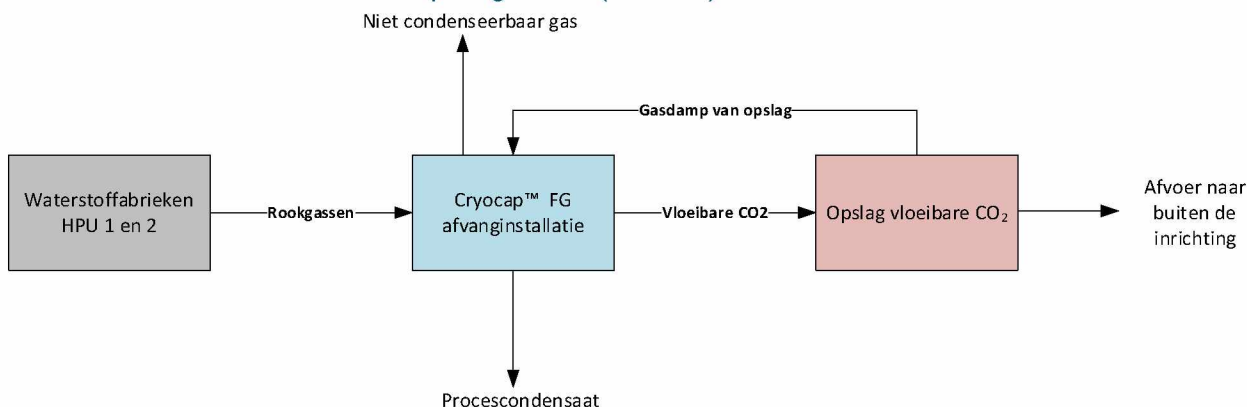 Niet condenseerbaar gas
Gasdamp van opslag
Waterstoffabrieken
HPU 1 en 2
Rookgassen
Cryocap™ FG
afvanginstallatie
Vloeibare CO2
Opslag vloeibare CO₂
Afvoer naar
buiten de
inrichting
Procescondensaat